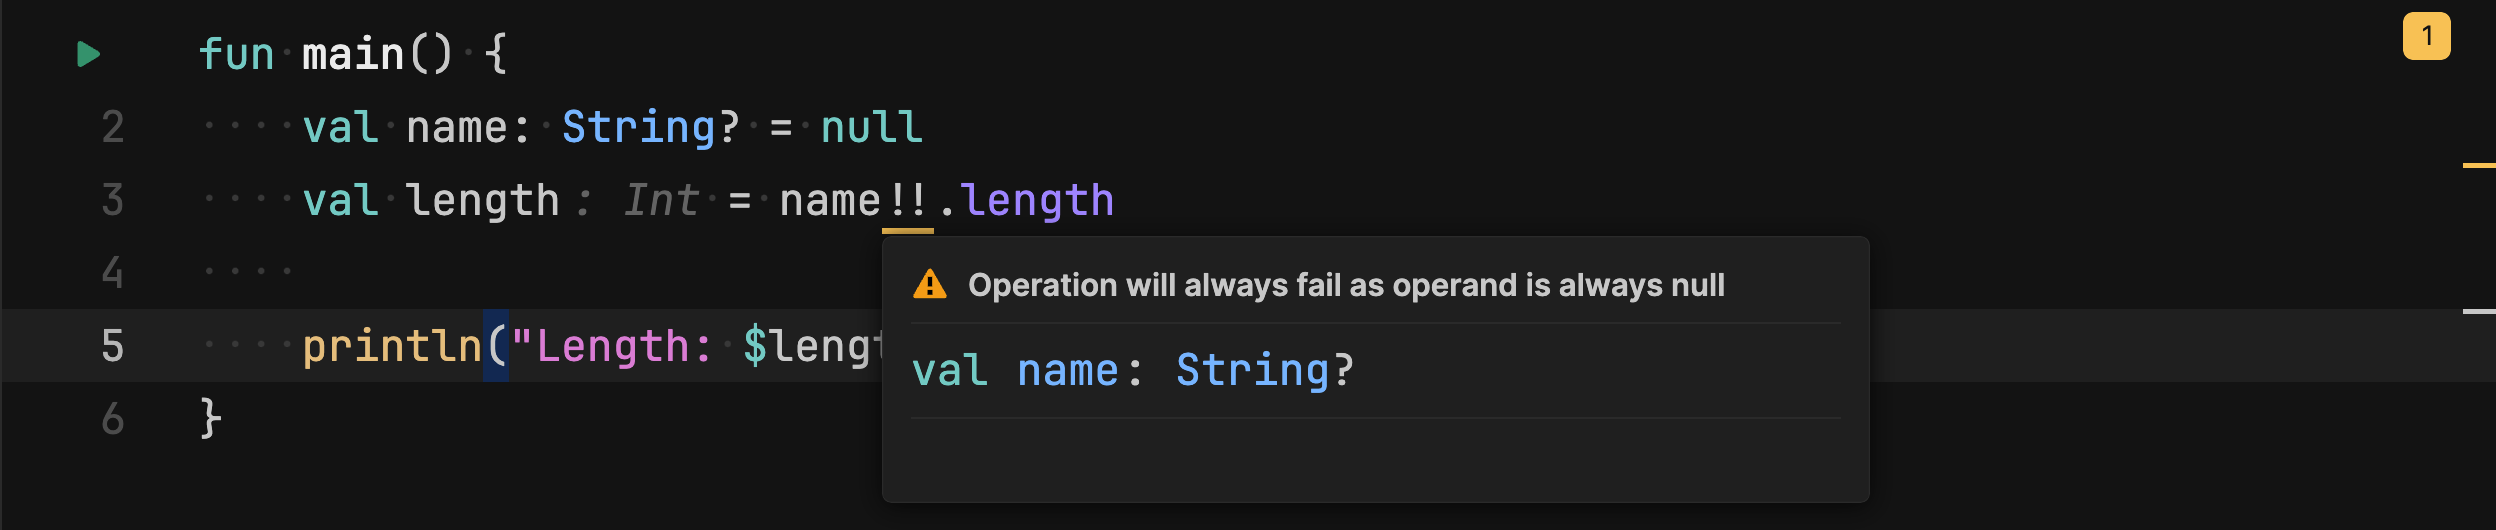 fun main() {
1
2 val name: String? = null
3 val length : Int = name!!.length
4
Operation will always fail as operand is always null
5 println("Length: $lengt
val name: String?
6 }